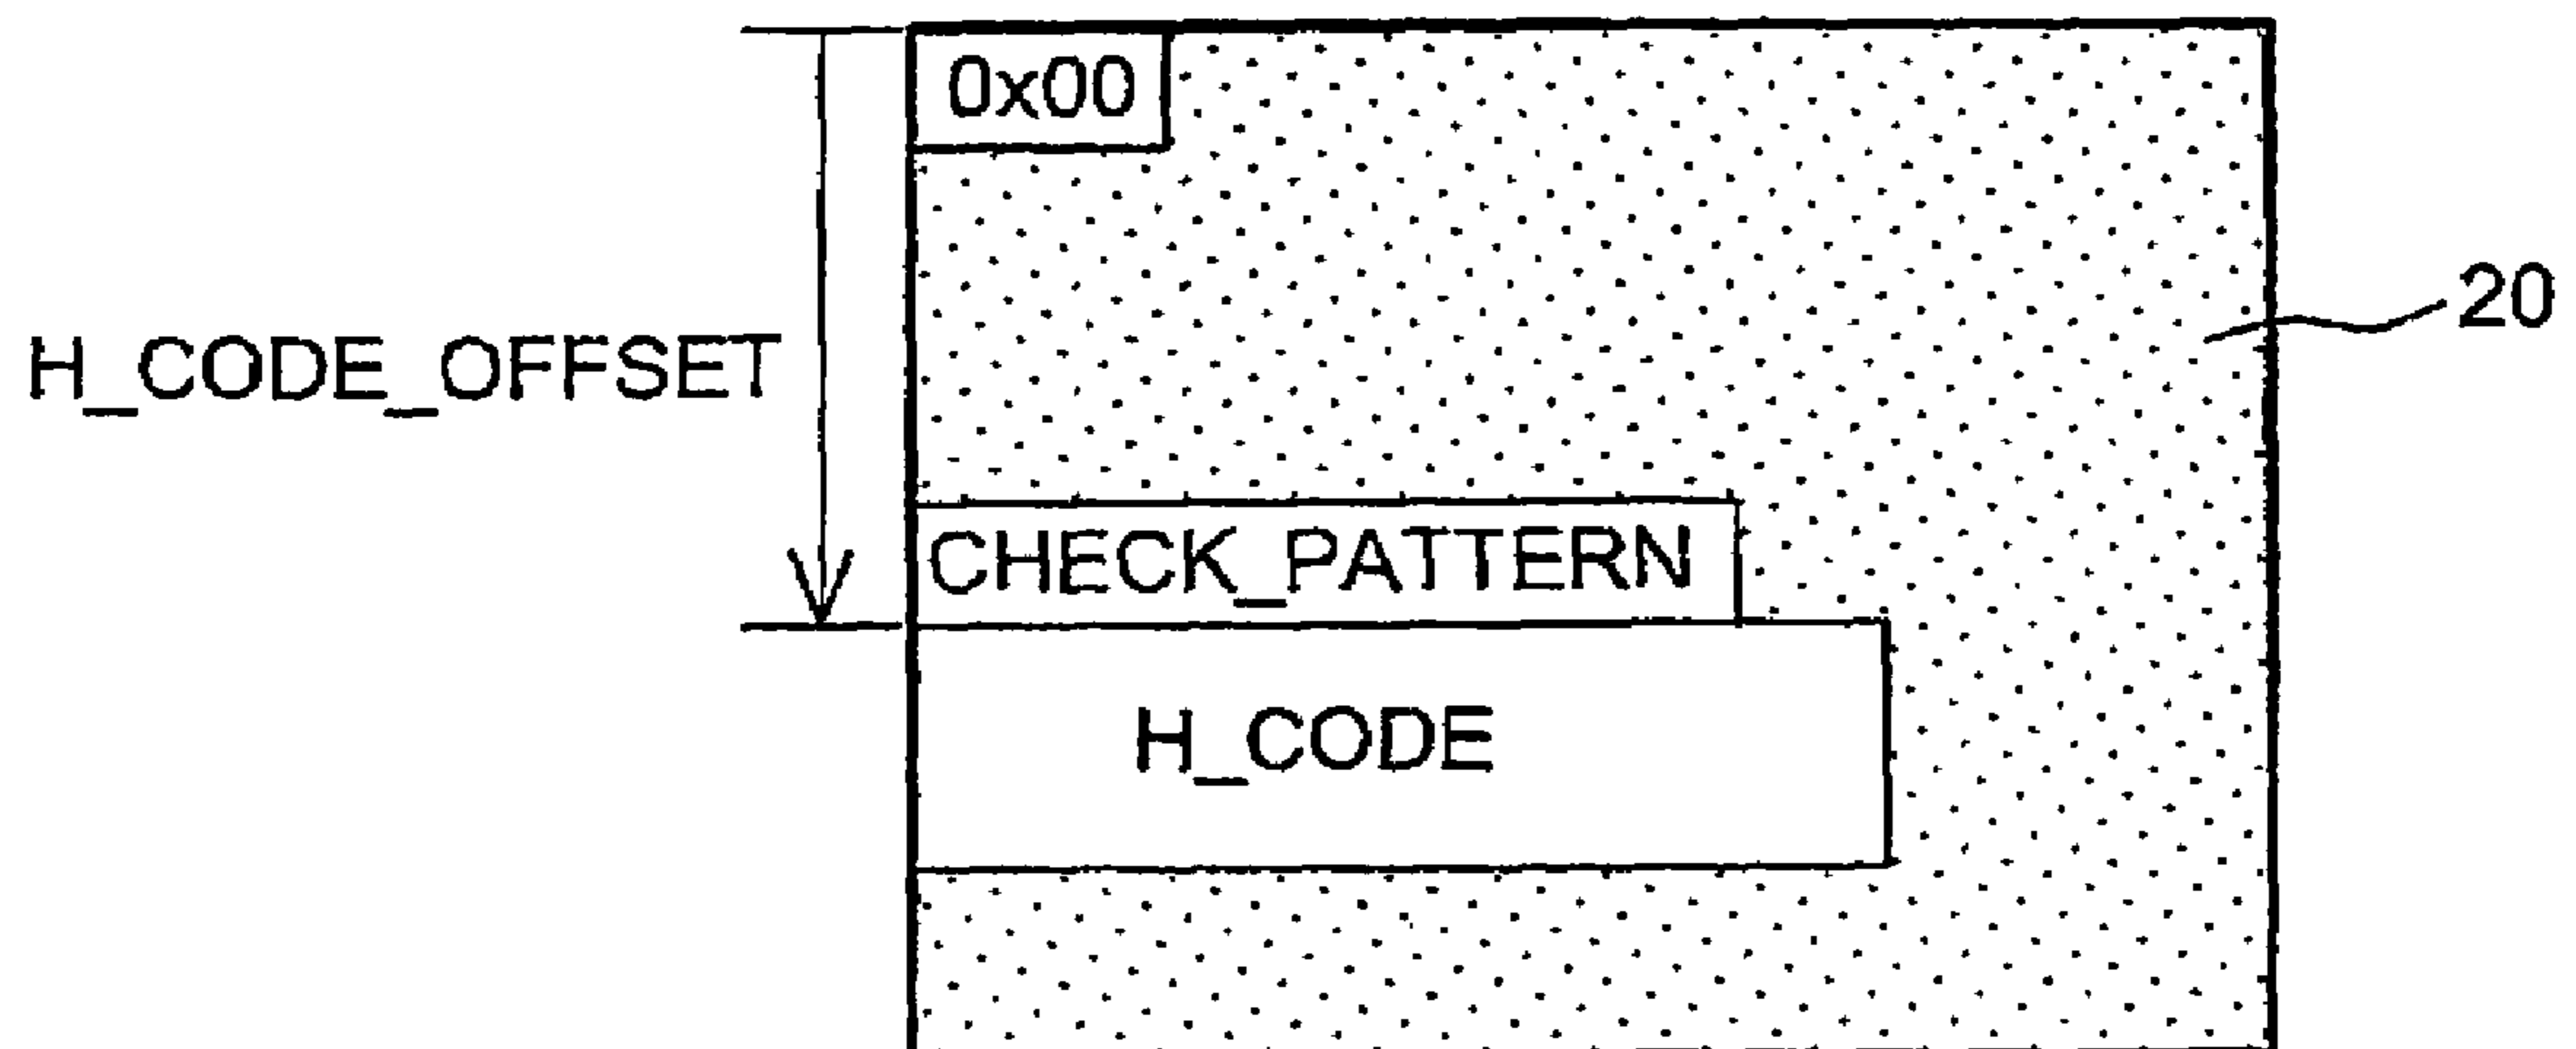 0x00
20
H_CODE_OFFSET
CHECK_PATTERN
H_CODE